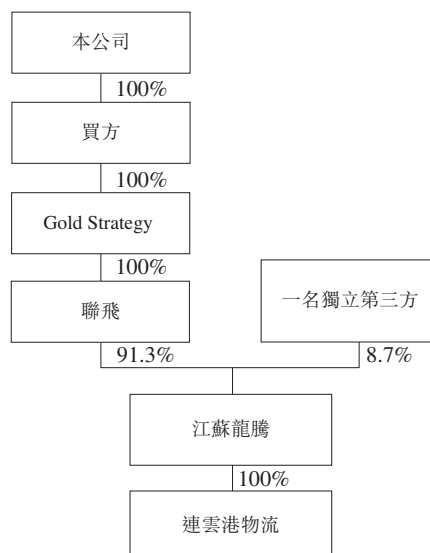 本公司
100%
買方
100%
Gold Strategy
100%
聯飛
一名獨立第三方
91.3%
8.7%
江蘇龍騰
100%
連雲港物流